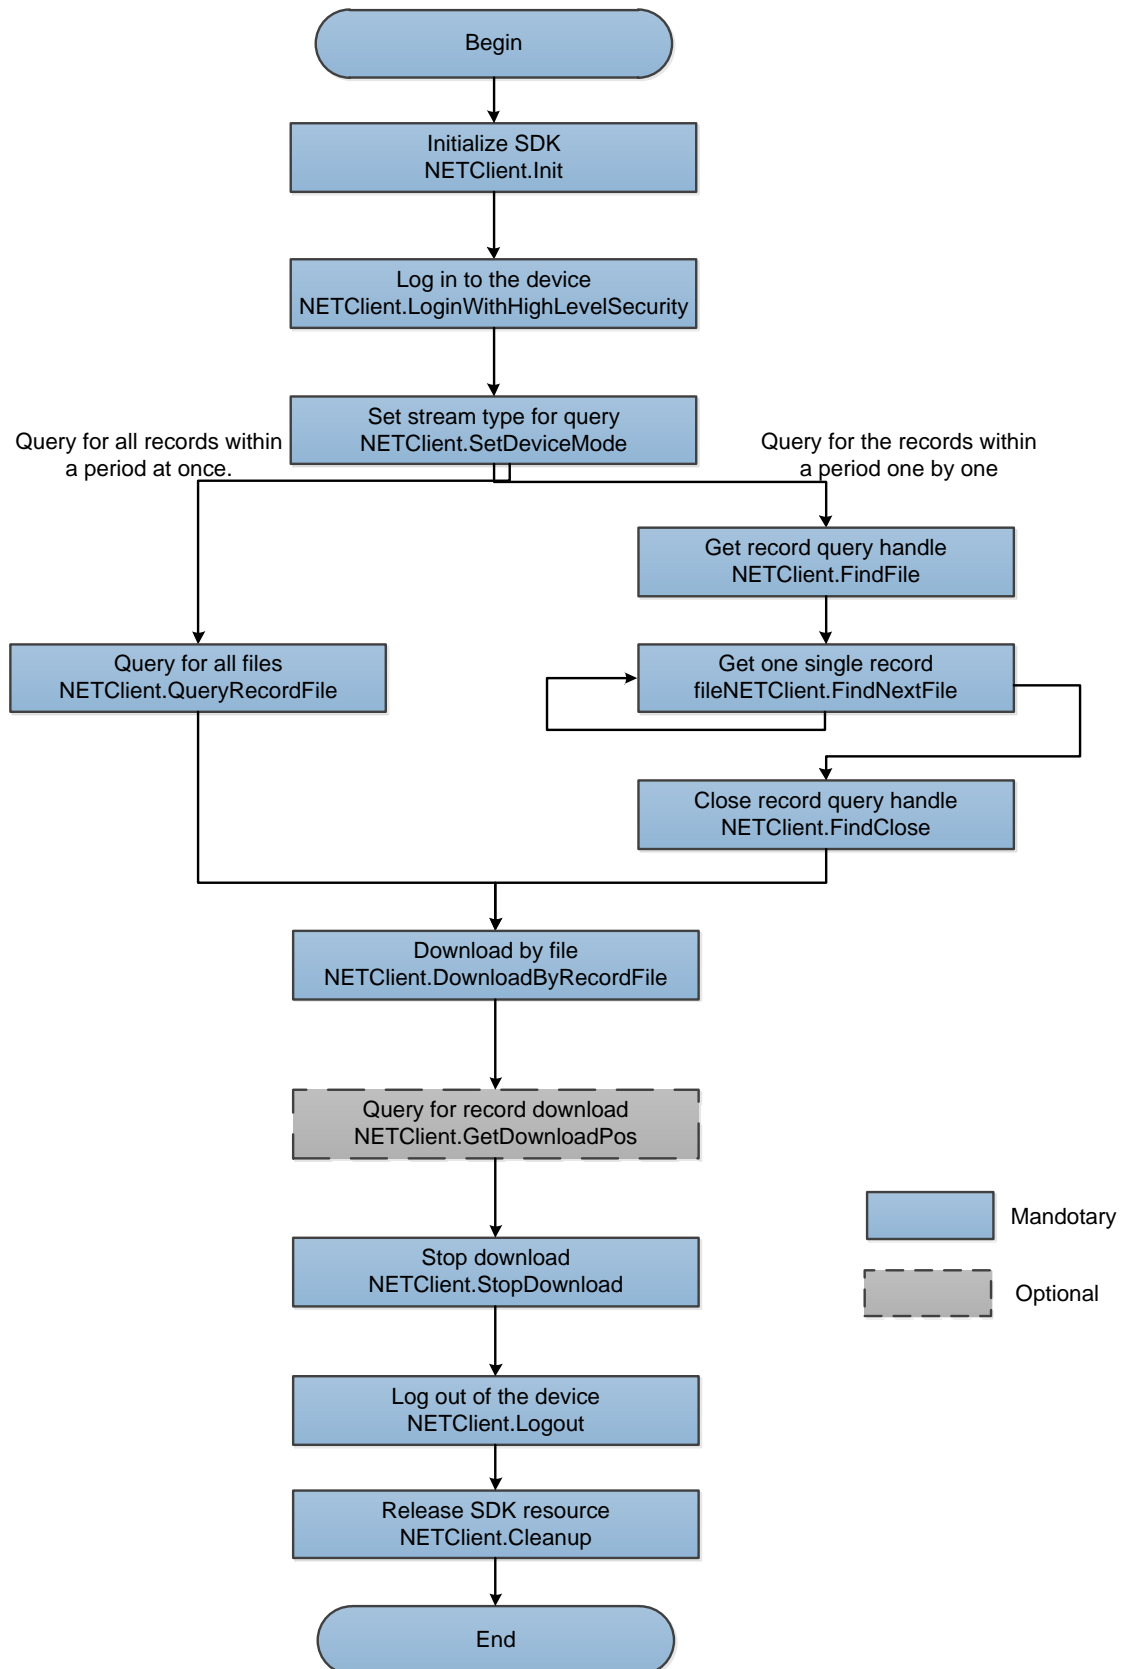 Begin
Initialize SDK
NETClient.Init
Log in to the device
NETClient.LoginWithHighLevelSecurity
Set stream type for query
NETClient.SetDeviceMode
Query for all records within
a period at once.
Query for the records within
a period one by one
Get record query handle
NETClient.FindFile
Query for all files
NETClient.QueryRecordFile
Get one single record
fileNETClient.FindNextFile
Close record query handle
NETClient.FindClose
Download by file
NETClient.DownloadByRecordFile
Query for record download
NETClient.GetDownloadPos
Stop download
NETClient.StopDownload
Mandotary
Optional
Log out of the device
NETClient.Logout
Release SDK resource
NETClient.Cleanup
End